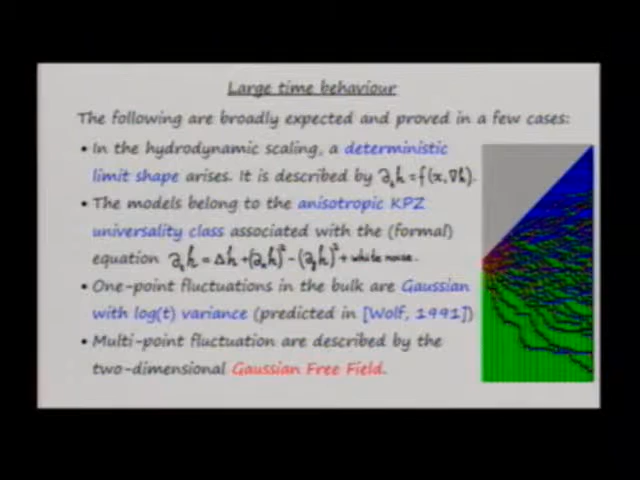 Large time behaviour
The following are broadly expected and proved in a few cases:
• In the hydrodynamic scaling, a deterministic
limit shape arises. It is described by ∂ₜh = f(x, ∇h).
• The models belong to the anisotropic KPZ
universality class associated with the (formal)
equation ∂ₜh = Δh + (∂ₓh)² - (∂ᵧh)² + white noise.
• One-point fluctuations in the bulk are Gaussian
with log(t) variance (predicted in [Wolf, 1991])
• Multi-point fluctuation are described by the
two-dimensional Gaussian Free Field.